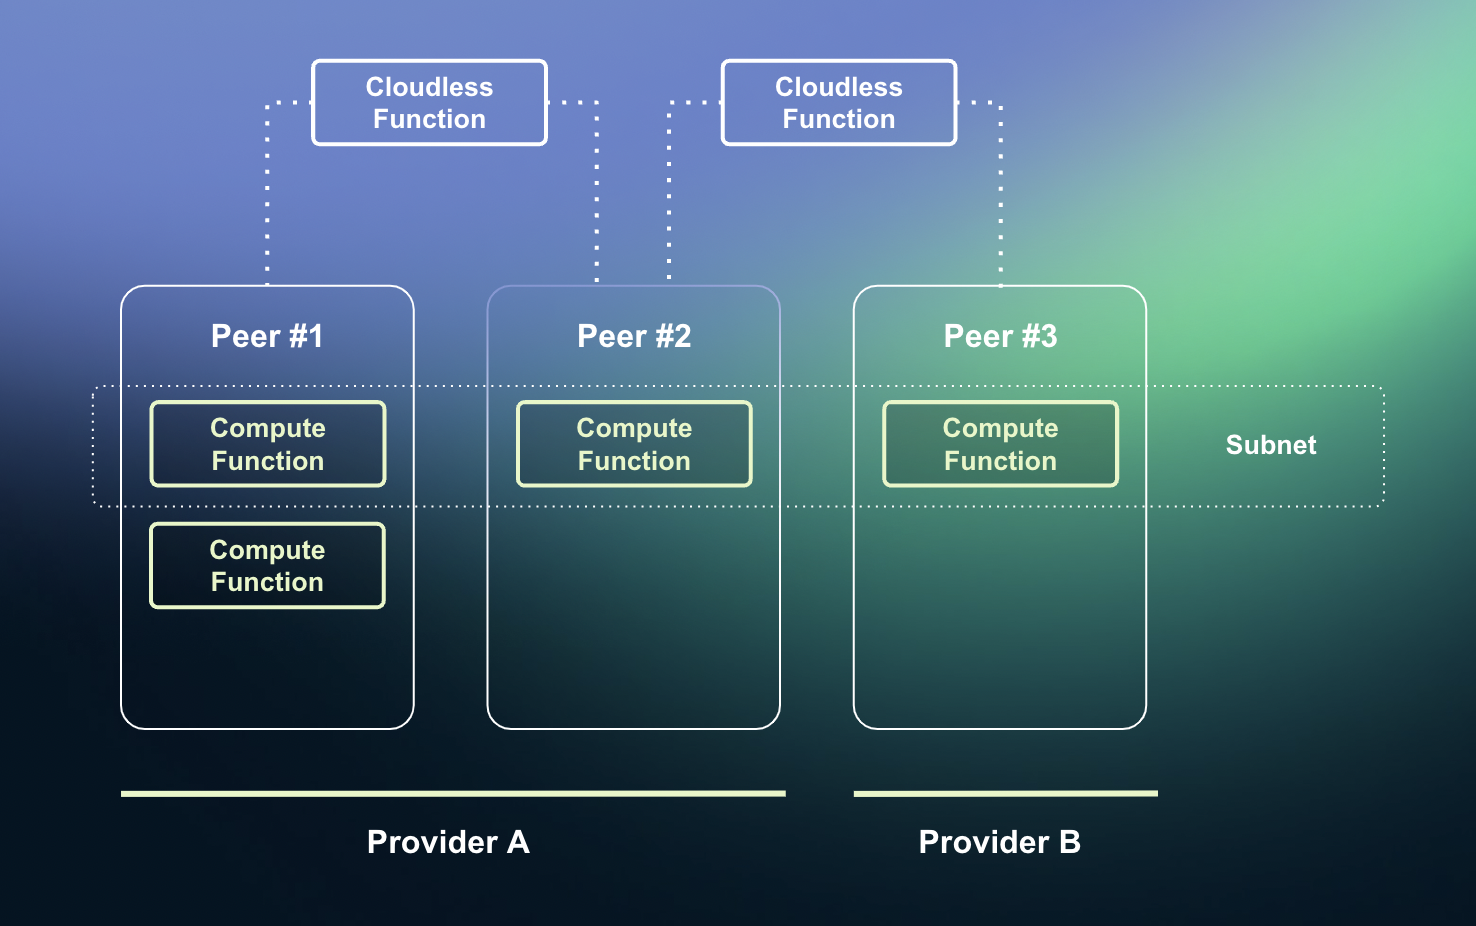 Cloudless
Function
Cloudless
Function
Peer #1
Peer #2
Peer #3
Compute
Function
Compute
Function
Compute
Function
Subnet
Compute
Function
Provider A
Provider B